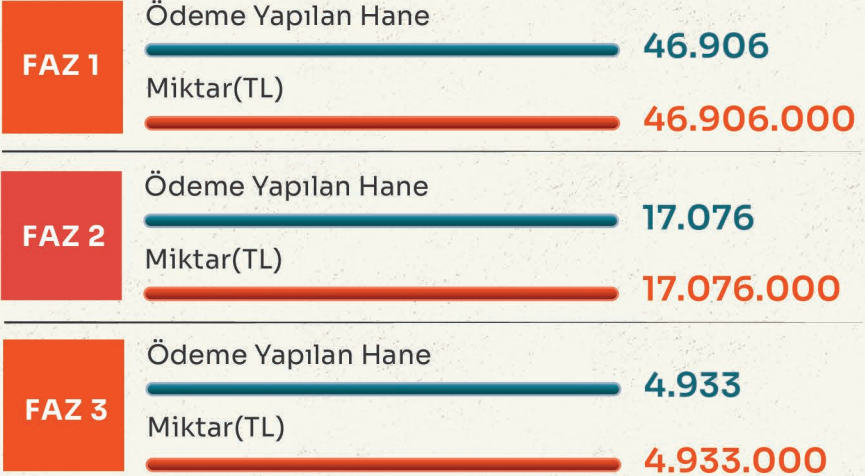 Ödeme Yapılan Hane
46.906
FAZ 1
Miktar(TL)
46.906.000
Ödeme Yapılan Hane
17.076
FAZ 2
Miktar(TL)
17.076.000
Ödeme Yapılan Hane
4.933
FAZ 3
Miktar(TL)
4.933.000